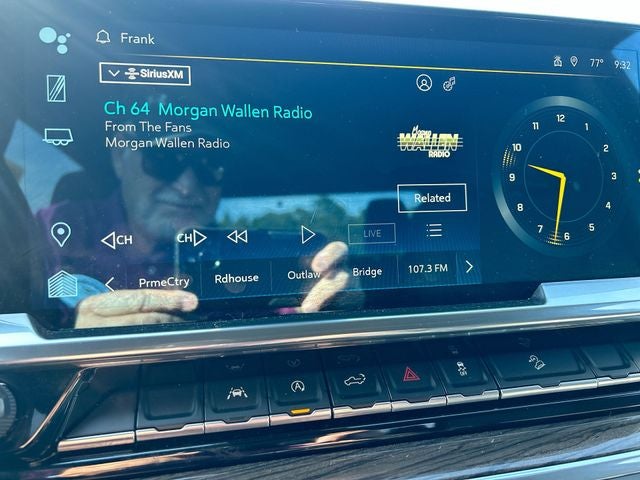 Frank
77° 9:32
SiriusXM
Ch 64 Morgan Wallen Radio
From The Fans
Morgan Wallen Radio
MORGAN
WALLEN
RADIO
Related
12
11 1
10 2
9 3
8 4
7 5
6
CH CH LIVE
PrmeCtry Rdhouse Outlaw Bridge 107.3 FM
A